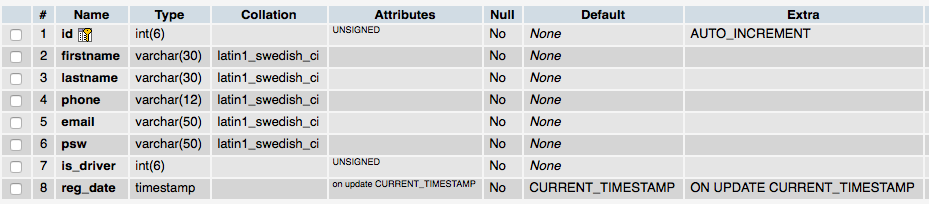 # Name Type Collation Attributes Null Default Extra
1 id int(6) UNSIGNED No None AUTO_INCREMENT
2 firstname varchar(30) latin1_swedish_ci No None
3 lastname varchar(30) latin1_swedish_ci No None
4 phone varchar(12) latin1_swedish_ci No None
5 email varchar(50) latin1_swedish_ci No None
6 psw varchar(50) latin1_swedish_ci No None
7 is_driver int(6) UNSIGNED No None
8 reg_date timestamp on update CURRENT_TIMESTAMP No CURRENT_TIMESTAMP ON UPDATE CURRENT_TIMESTAMP